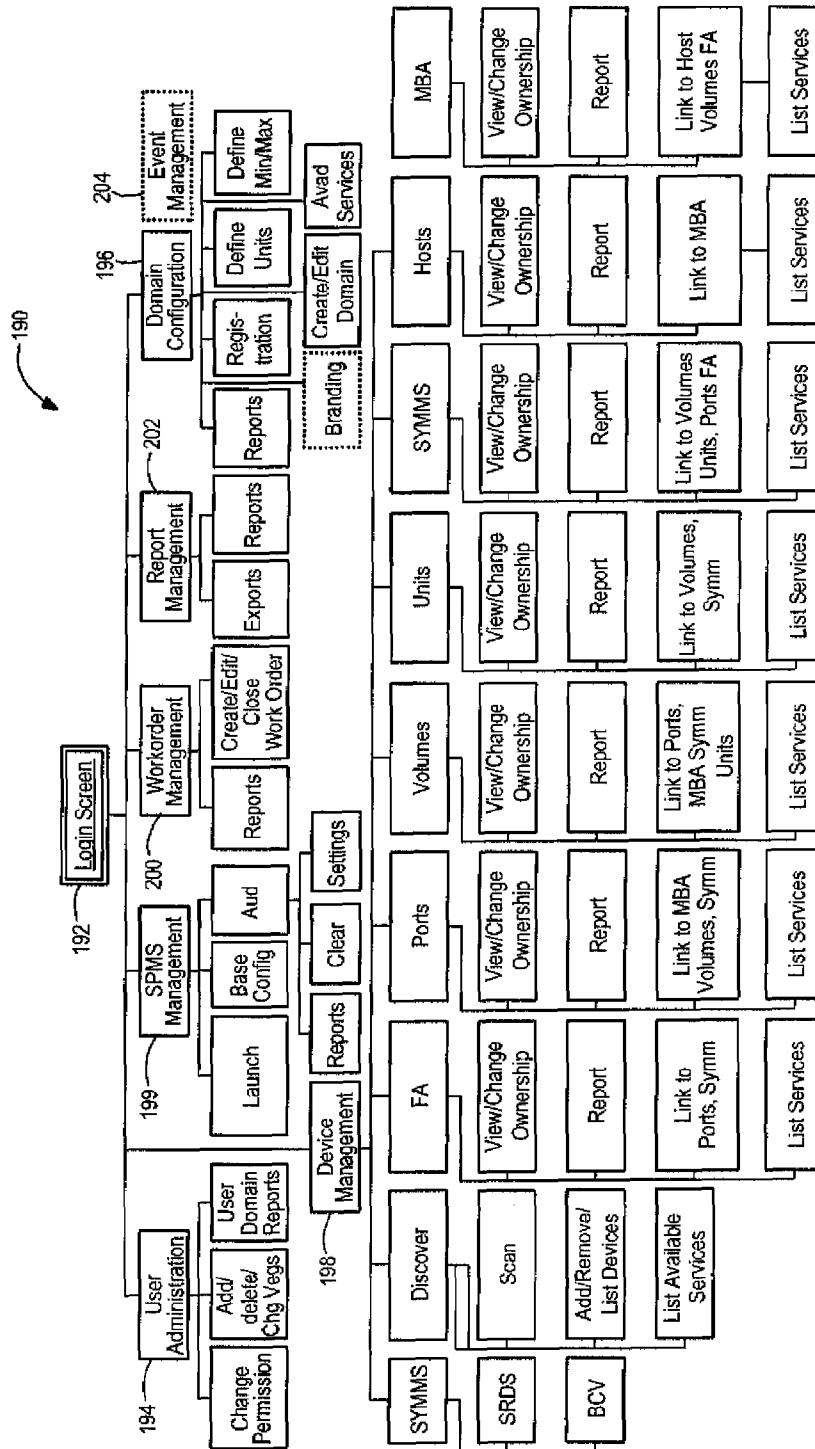 190
192
Login Screen
194
User
Administration
199
SPMS
Management
200
Workorder
Management
202
Report
Management
196
Domain
Configuration
204
Event
Management
Change
Permission
Add/
delete/
Chg Vegs
User
Domain
Reports
Launch
Base
Config
Aud
Reports
Clear
Settings
Reports
Create/Edit/
Close
Work Order
Exports
Reports
Reports
Regis-
tration
Define
Units
Define
Min/Max
Branding
Create/Edit
Domain
Avad
Services
198
Device
Management
SYMMS
SRDS
BCV
Discover
Scan
Add/Remove/
List Devices
List Available
Services
FA
View/Change
Ownership
Report
Link to
Ports, Symm
List Services
Ports
View/Change
Ownership
Report
Link to MBA
Volumes, Symm
List Services
Volumes
View/Change
Ownership
Report
Link to Ports,
MBA Symm
Units
List Services
Units
View/Change
Ownership
Report
Link to Volumes,
Symm
List Services
SYMMS
View/Change
Ownership
Report
Link to Volumes
Units, Ports FA
List Services
Hosts
View/Change
Ownership
Report
Link to MBA
List Services
MBA
View/Change
Ownership
Report
Link to Host
Volumes FA
List Services